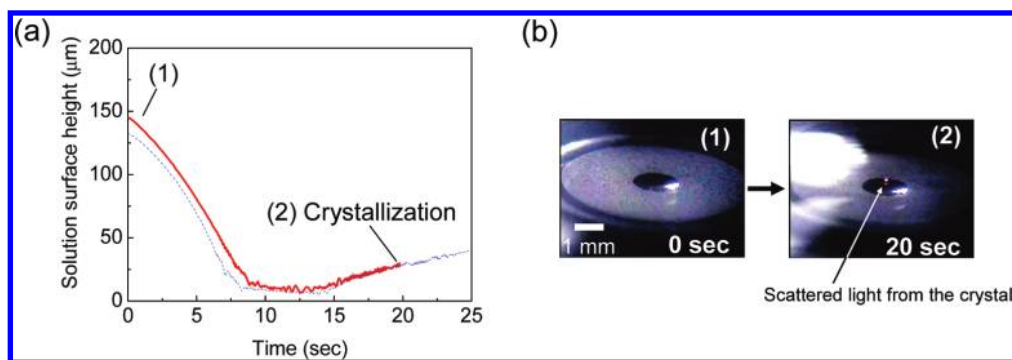 (a)
200
150
100
50
0
Solution surface height (μm)
(1)
(2) Crystallization
0 5 10 15 20 25
Time (sec)
(b)
(1)
1 mm
0 sec
(2)
20 sec
Scattered light from the crystal